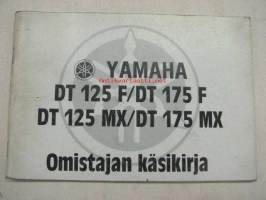 YAMAHA
DT 125 F/DT 175 F
DT 125 MX/DT 175 MX
Omistajan käsikirja